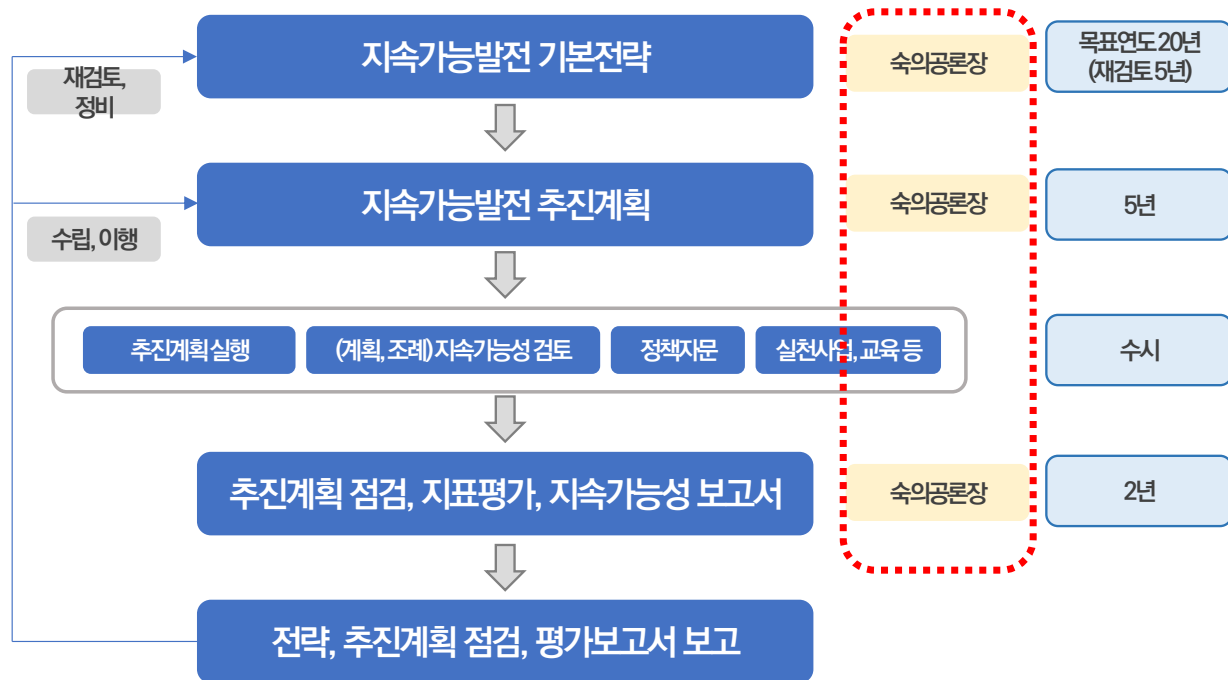 지속가능발전 기본전략
숙의공론장
목표연도 20년
(재검토 5년)
재검토,
정비
지속가능발전 추진계획
숙의공론장
5년
수립, 이행
추진계획 실행
(계획, 조례) 지속가능성 검토
정책자문
실천사업, 교육 등
수시
추진계획 점검, 지표평가, 지속가능성 보고서
숙의공론장
2년
전략, 추진계획 점검, 평가보고서 보고